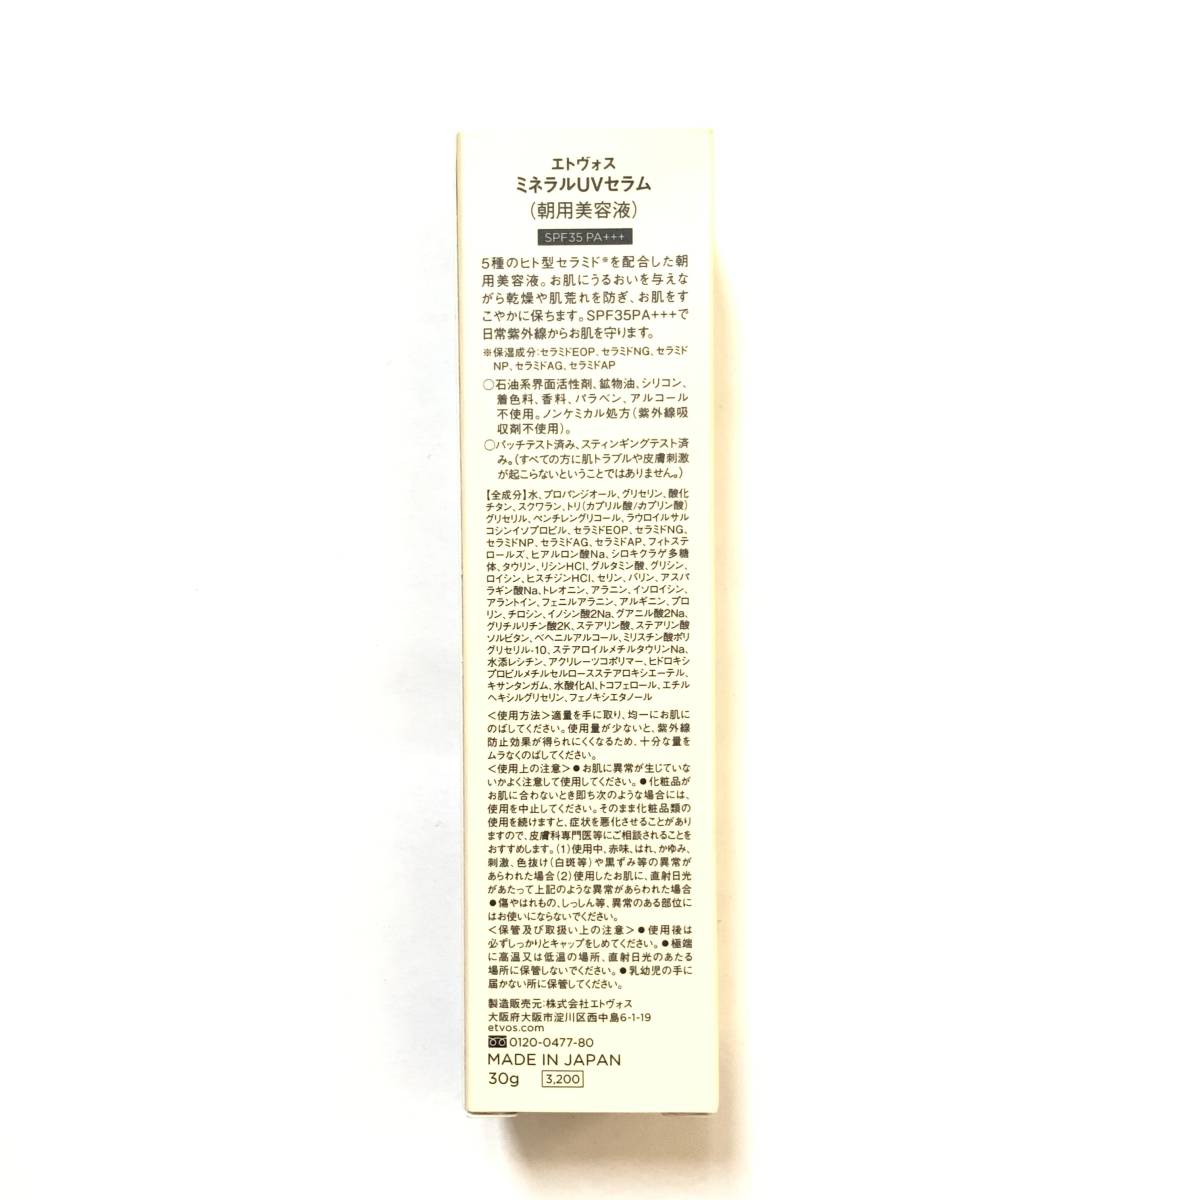 エトヴォス
ミネラルUVセラム
(朝用美容液)
SPF35 PA+++
5種のヒト型セラミド※を配合した朝
用美容液。お肌にうるおいを与えな
がら乾燥や肌荒れを防ぎ、お肌をす
こやかに保ちます。SPF35PA+++で
日常紫外線からお肌を守ります。
※保湿成分:セラミドEOP、セラミドNG、セラミド
NP、セラミドAG、セラミドAP
○石油系界面活性剤、鉱物油、シリコン、
着色料、香料、パラベン、アルコール
不使用。ノンケミカル処方(紫外線吸
収剤不使用)。
○パッチテスト済み、スティンギングテスト済
み。(すべての方に肌トラブルや皮膚刺激
が起こらないということではありません。)
【全成分】水、プロパンジオール、グリセリン、酸化
チタン、スクワラン、トリ(カプリル酸/カプリン酸)
グリセリル、ペンチレングリコール、ラウロイルサル
コシンイソプロピル、セラミドEOP、セラミドNG、
セラミドNP、セラミドAG、セラミドAP、フィトステ
ロールズ、ヒアルロン酸Na、シロキクラゲ多糖
体、タウリン、リシンHCl、グルタミン酸、グリシン、
ロイシン、ヒスチジンHCl、セリン、バリン、アスパ
ラギン酸Na、トレオニン、アラニン、イソロイシン、
アラントイン、フェニルアラニン、アルギニン、プロ
リン、チロシン、イノシン酸2Na、グアニル酸2Na、
グリチルリチン酸2K、ステアリン酸、ステアリン酸
ソルビタン、ベヘニルアルコール、ミリスチン酸ポリ
グリセリル-10、ステアロイルメチルタウリンNa、
水添レシチン、アクリレーツコポリマー、ヒドロキシ
プロピルメチルセルロースステアロキシエーテル、
キサンタンガム、水酸化Al、トコフェロール、エチル
ヘキシルグリセリン、フェノキシエタノール
<使用方法>適量を手に取り、均一にお肌に
のばしてください。使用量が少ないと、紫外線
防止効果が得られにくくなるため、十分な量を
ムラなくのばしてください。
<使用上の注意>●お肌に異常が生じていな
いかよく注意して使用してください。●化粧品が
お肌に合わないとき即ち次のような場合には、
使用を中止してください。そのまま化粧品類の
使用を続けますと、症状を悪化させることがあり
ますので、皮膚科専門医等にご相談されることを
おすすめします。(1)使用中、赤味、はれ、かゆみ、
刺激、色抜け(白斑等)や黒ずみ等の異常が
あらわれた場合(2)使用したお肌に、直射日光
があたって上記のような異常があらわれた場合
●傷やはれもの、しっしん等、異常のある部位に
はお使いにならないでください。
<保管及び取扱い上の注意>●使用後は
必ずしっかりとキャップをしめてください。●極端
に高温又は低温の場所、直射日光のあたる
場所に保管しないでください。●乳幼児の手に
届かない所に保管してください。
製造販売元:株式会社エトヴォス
大阪府大阪市淀川区西中島6-1-19
etvos.com
0120-0477-80
MADE IN JAPAN
30g 3,200